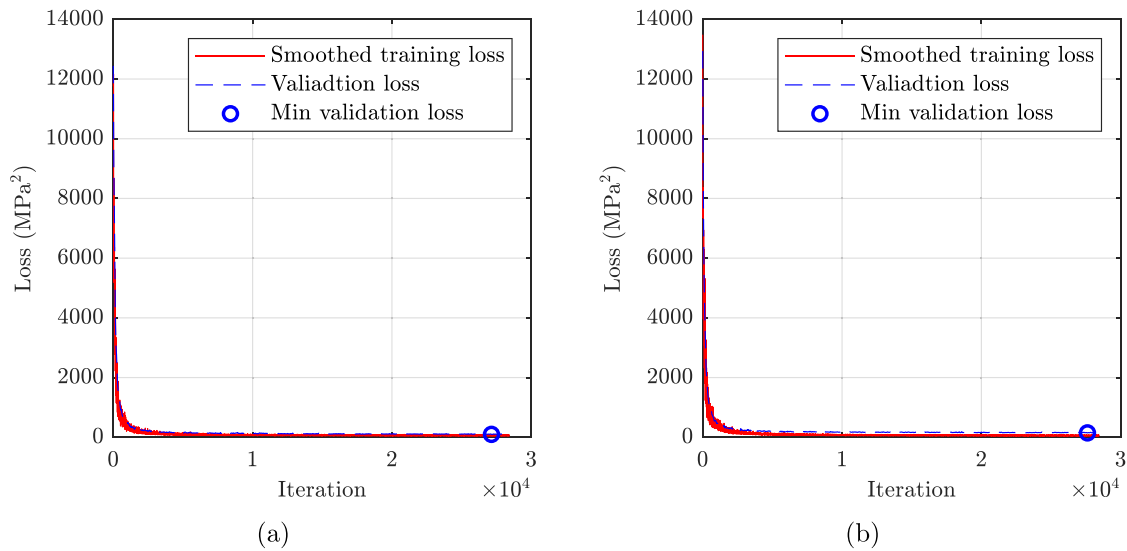 14000
12000
10000
8000
6000
4000
2000
0
Loss (MPa²)
Smoothed training loss
Valiadtion loss
Min validation loss
0 1 2 3
Iteration
×10⁴
(a)
14000
12000
10000
8000
6000
4000
2000
0
Loss (MPa²)
Smoothed training loss
Valiadtion loss
Min validation loss
0 1 2 3
Iteration
×10⁴
(b)